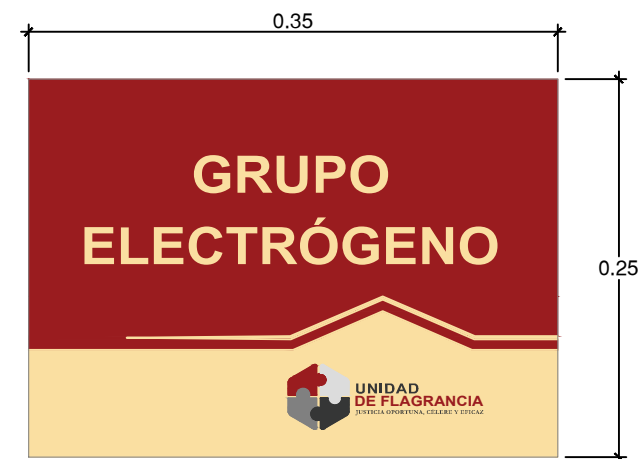 0.35
GRUPO
ELECTRÓGENO
0.25
UNIDAD
DE FLAGRANCIA
JUSTICIA OPORTUNA, CÉLERE Y EFICAZ